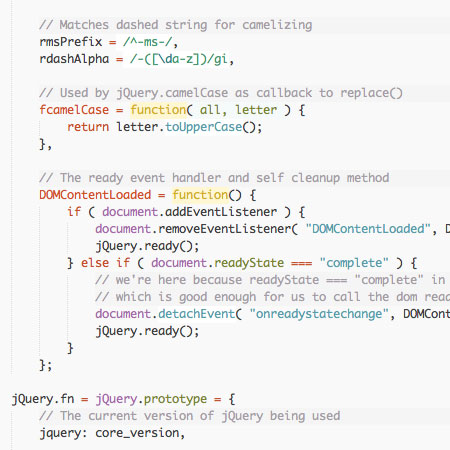 // Matches dashed string for camelizing
rmsPrefix = /^-ms-/,
rdashAlpha = /-([\da-z])/gi,
// Used by jQuery.camelCase as callback to replace()
fcamelCase = function( all, letter ) {
return letter.toUpperCase();
},
// The ready event handler and self cleanup method
DOMContentLoaded = function() {
if ( document.addEventListener ) {
document.removeEventListener( "DOMContentLoaded", D
jQuery.ready();
} else if ( document.readyState === "complete" ) {
// we're here because readyState === "complete" in
// which is good enough for us to call the dom read
document.detachEvent( "onreadystatechange", DOMCont
jQuery.ready();
}
};
jQuery.fn = jQuery.prototype = {
// The current version of jQuery being used
jquery: core_version,